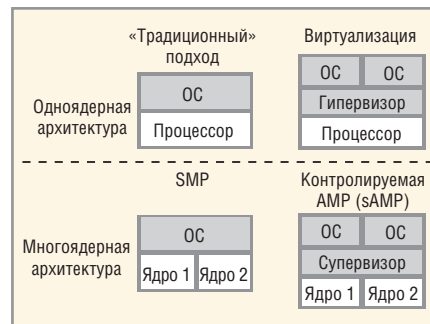 «Традиционный»
подход
Виртуализация
Одноядерная
архитектура
ОС
Процессор
ОС ОС
Гипервизор
Процессор
SMP
Контролируемая
AMP (sAMP)
Многоядерная
архитектура
ОС
Ядро 1 Ядро 2
ОС ОС
Супервизор
Ядро 1 Ядро 2